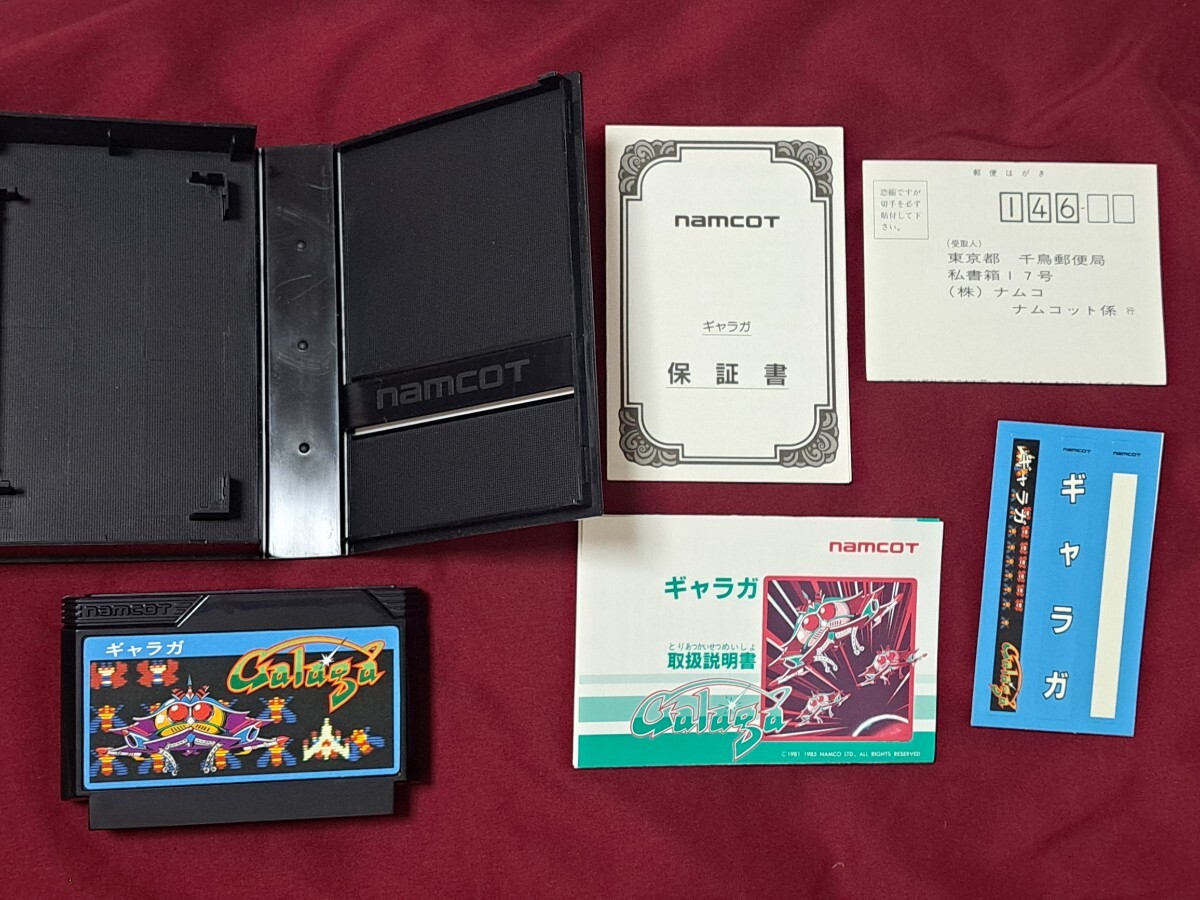 namcot
namcot
ギャラガ
Galaga
namcot
ギャラガ
保証書
郵便はがき
恐縮ですが
切手を必ず
貼付して下
さい。
146-
(受取人)
東京都 千鳥郵便局
私書箱17号
(株)ナムコ
ナムコット係 行
namcot
ギャラガ
とりあつかいせつめいしょ
取扱説明書
Galaga
©1981 1985 NAMCO LTD., ALL RIGHTS RESERVED
namcot
namcot
ギャラガ
Galaga
ギャラガ